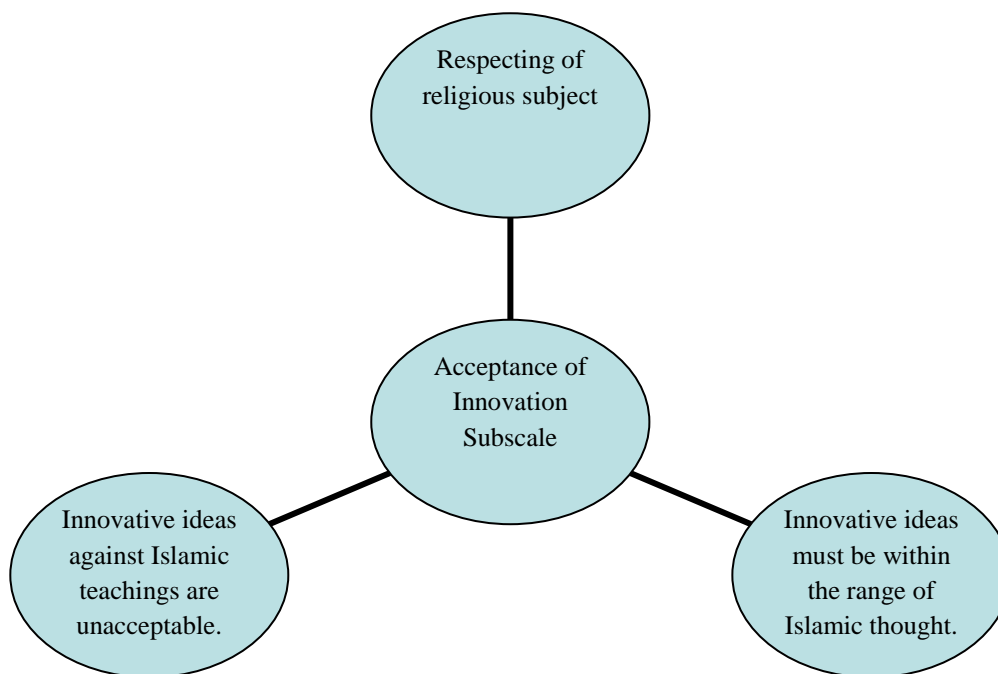 Respecting of
religious subject
Acceptance of
Innovation
Subscale
Innovative ideas
against Islamic
teachings are
unacceptable.
Innovative ideas
must be within
the range of
Islamic thought.